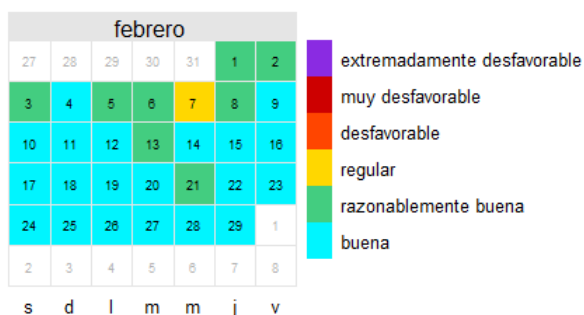 febrero
27 28 29 30 31 1 2
3 4 5 6 7 8 9
10 11 12 13 14 15 16
17 18 19 20 21 22 23
24 25 26 27 28 29 1
2 3 4 5 6 7 8
s d l m m j v
extremadamente desfavorable
muy desfavorable
desfavorable
regular
razonablemente buena
buena